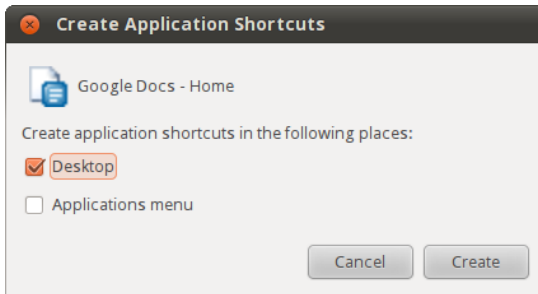 Create Application Shortcuts
Google Docs - Home
Create application shortcuts in the following places:
Desktop
Applications menu
Cancel Create